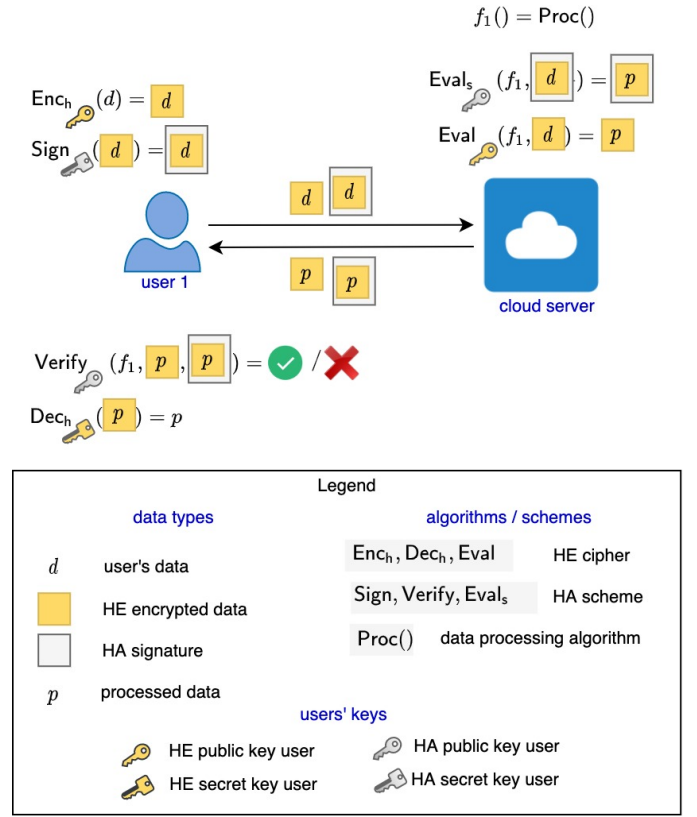 f₁() = Proc()
Encₕ (d) = d
Evalₛ (f₁, d) = p
Sign (d) = d
Eval (f₁, d) = p
d d
user 1
p p
cloud server
Verify (f₁, p, p) = /
Decₕ (p) = p
Legend
data types
algorithms / schemes
d user's data
Encₕ, Decₕ, Eval HE cipher
HE encrypted data
Sign, Verify, Evalₛ HA scheme
HA signature
Proc() data processing algorithm
p processed data
users' keys
HE public key user
HA public key user
HE secret key user
HA secret key user